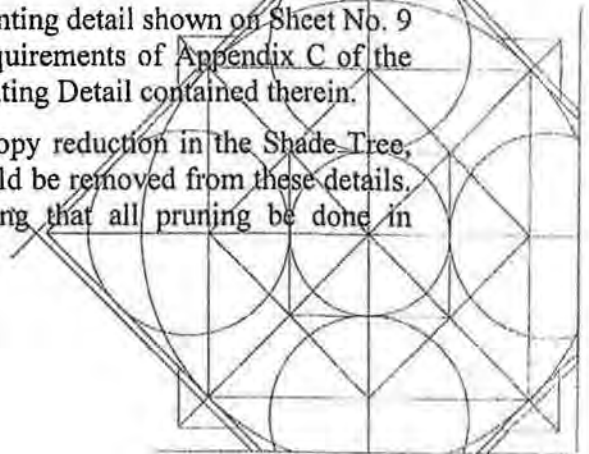 nting detail shown on Sheet No. 9
quirements of Appendix C of the
ting Detail contained therein.
opy reduction in the Shade Tree,
ld be removed from these details.
ng that all pruning be done in